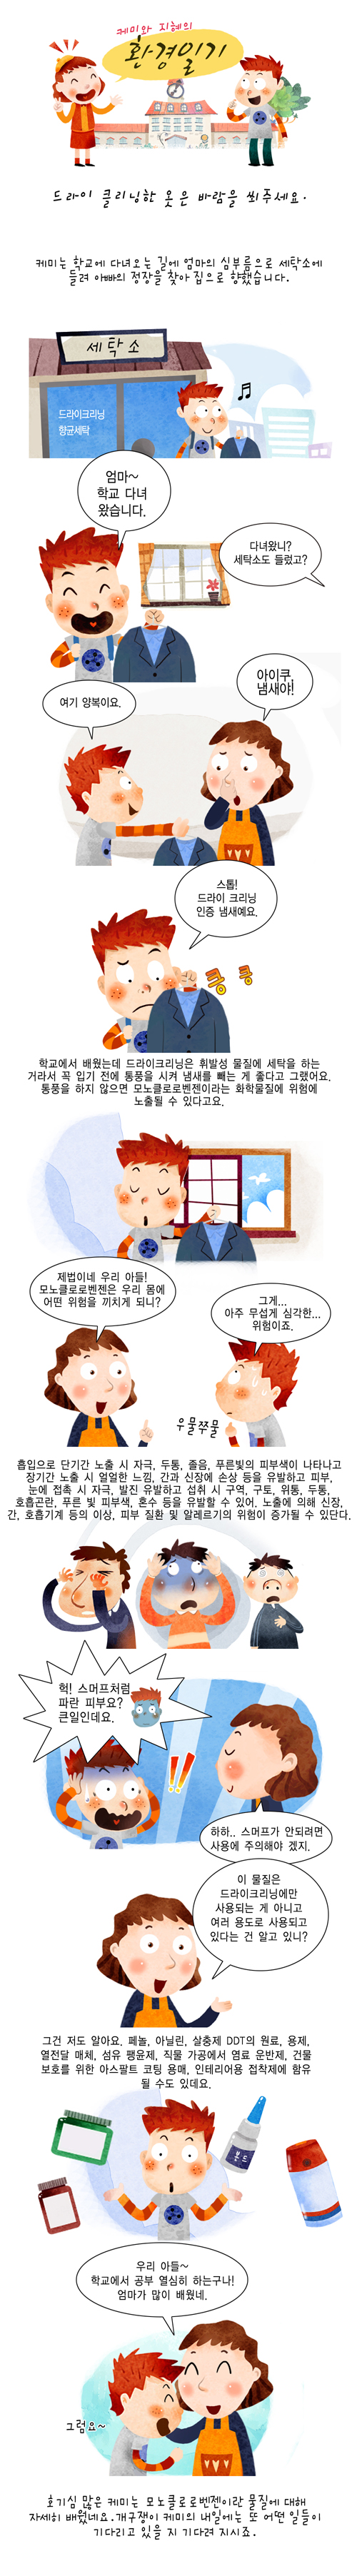 케미와 지혜의
환경일기
드라이 클리닝한 옷은 바람을 쐬주세요.
케미는 학교에 다녀오는 길에 엄마의 심부름으로 세탁소에
들려 아빠의 정장을 찾아 집으로 향했습니다.
세탁소
드라이크리닝
향균세탁
엄마~
학교 다녀
왔습니다.
다녀왔니?
세탁소도 들렀고?
여기 양복이요.
아이쿠,
냄새야!
스톱!
드라이 크리닝
인증 냄새예요.
킁 킁
학교에서 배웠는데 드라이크리닝은 휘발성 물질에 세탁을 하는
거라서 꼭 입기 전에 통풍을 시켜 냄새를 빼는 게 좋다고 그랬어요.
통풍을 하지 않으면 모노클로로벤젠이라는 화학물질에 위험에
노출될 수 있다고요.
제법이네 우리 아들!
모노클로로벤젠은 우리 몸에
어떤 위험을 끼치게 되니?
그게...
아주 무섭게 심각한...
위험이죠.
우물쭈물
흡입으로 단기간 노출 시 자극, 두통, 졸음, 푸른빛의 피부색이 나타나고
장기간 노출 시 얼얼한 느낌, 간과 신장에 손상 등을 유발하고 피부,
눈에 접촉 시 자극, 발진 유발하고 섭취 시 구역, 구토, 위통, 두통,
호흡곤란, 푸른 빛 피부색, 혼수 등을 유발할 수 있어. 노출에 의해 신장,
간, 호흡기계 등의 이상, 피부 질환 및 알레르기의 위험이 증가될 수 있단다.
헉! 스머프처럼
파란 피부요?
큰일인데요.
!!
하하.. 스머프가 안되려면
사용에 주의해야 겠지.
이 물질은
드라이크리닝에만
사용되는 게 아니고
여러 용도로 사용되고
있다는 건 알고 있니?
그건 저도 알아요. 페놀, 아닐린, 살충제 DDT의 원료, 용제,
열전달 매체, 섬유 팽윤제, 직물 가공에서 염료 운반제, 건물
보호를 위한 아스팔트 코팅 용매, 인테리어용 접착제에 함유
될 수도 있데요.
본드
우리 아들~
학교에서 공부 열심히 하는구나!
엄마가 많이 배웠네.
그럼요~
호기심 많은 케미는 모노클로로벤젠이란 물질에 대해
자세히 배웠네요. 개구쟁이 케미의 내일에는 또 어떤 일들이
기다리고 있을 지 기다려 지시죠.